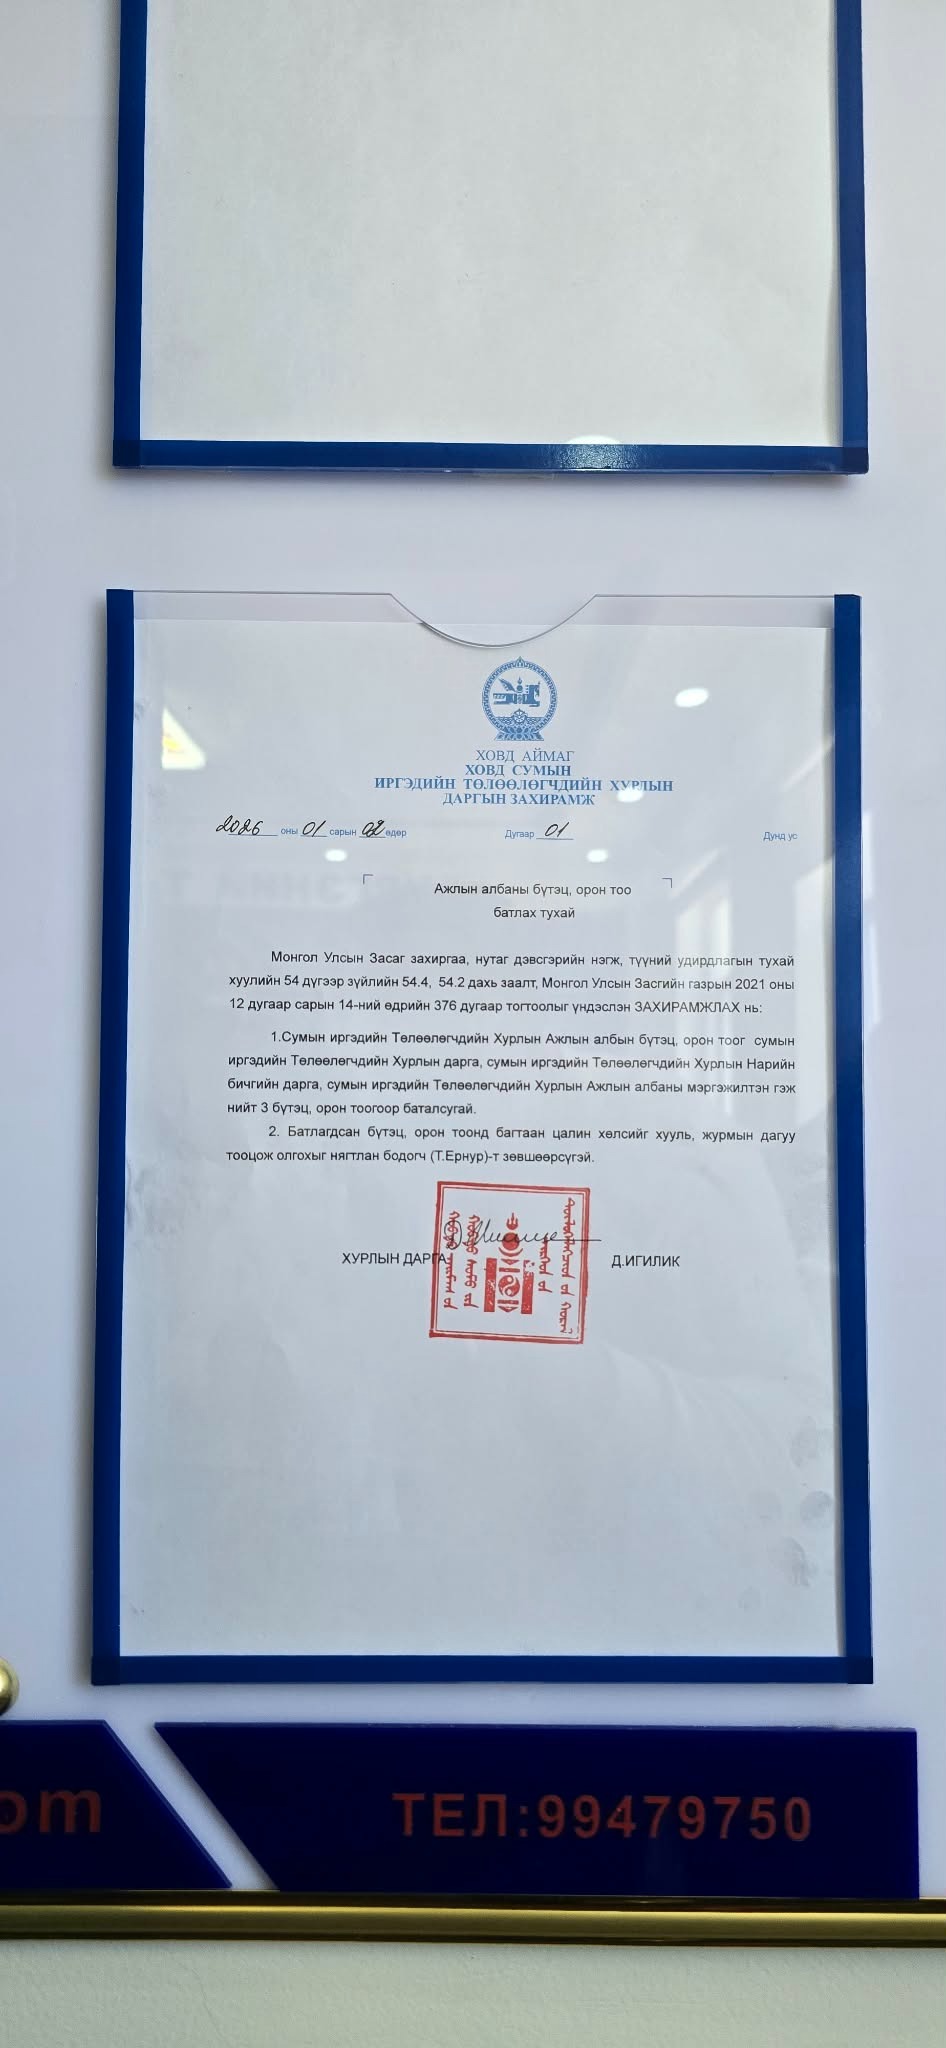 ХОВД АЙМАГ
ХОВД СУМЫН
ИРГЭДИЙН ТӨЛӨӨЛӨГЧДИЙН ХУРЛЫН
ДАРГЫН ЗАХИРАМЖ
2026 оны 01 сарын 02 өдөр Дугаар 01 Дунд ус
Ажлын албаны бүтэц, орон тоо
батлах тухай
Монгол Улсын Засаг захиргаа, нутаг дэвсгэрийн нэгж, түүний удирдлагын тухай
хуулийн 54 дүгээр зүйлийн 54.4, 54.2 дахь заалт, Монгол Улсын Засгийн газрын 2021 оны
12 дугаар сарын 14-ний өдрийн 376 дугаар тогтоолыг үндэслэн ЗАХИРАМЖЛАХ нь:
1.Сумын иргэдийн Төлөөлөгчдийн Хурлын Ажлын албын бүтэц, орон тоог сумын
иргэдийн Төлөөлөгчдийн Хурлын дарга, сумын иргэдийн Төлөөлөгчдийн Хурлын Нарийн
бичгийн дарга, сумын иргэдийн Төлөөлөгчдийн Хурлын Ажлын албаны мэргэжилтэн гэж
нийт 3 бүтэц, орон тоогоор баталсугай.
2. Батлагдсан бүтэц, орон тоонд багтаан цалин хөлсийг хууль, журмын дагуу
тооцож олгохыг нягтлан бодогч (Т.Ернур)-т зөвшөөрсүгэй.
ХУРЛЫН ДАРГА Д.ИГИЛИК
om
ТЕЛ:99479750